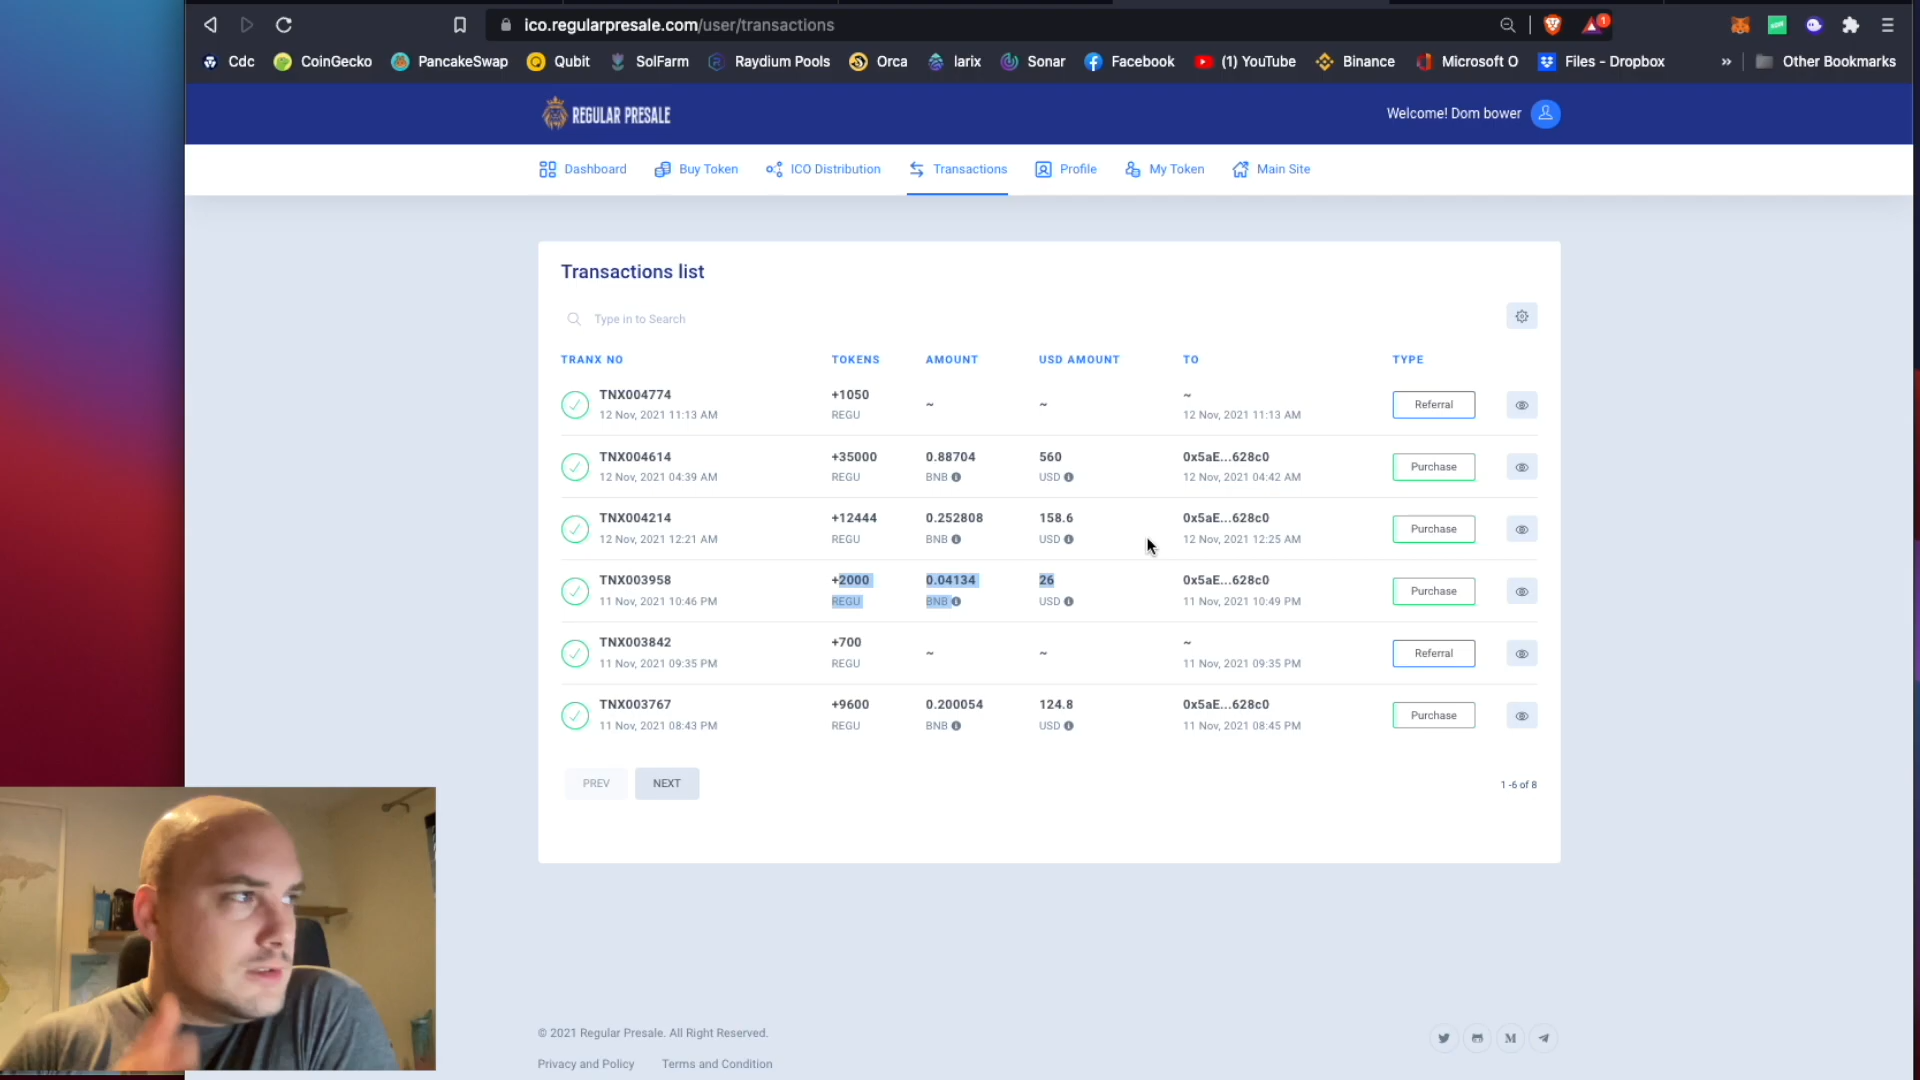 ico.regularpresale.com/user/transactions
1
Cdc CoinGecko PancakeSwap Qubit SolFarm Raydium Pools Orca larix Sonar Facebook (1) YouTube Binance Microsoft O Files - Dropbox » Other Bookmarks
REGULAR PRESALE
Welcome! Dom bower
Dashboard Buy Token ICO Distribution Transactions Profile My Token Main Site
Transactions list
Type in to Search
TRANX NO TOKENS AMOUNT USD AMOUNT TO TYPE
TNX004774 +1050 ~ ~ ~ Referral
12 Nov, 2021 11:13 AM REGU 12 Nov, 2021 11:13 AM
TNX004614 +35000 0.88704 560 0x5aE...628c0 Purchase
12 Nov, 2021 04:39 AM REGU BNB USD 12 Nov, 2021 04:42 AM
TNX004214 +12444 0.252808 158.6 0x5aE...628c0 Purchase
12 Nov, 2021 12:21 AM REGU BNB USD 12 Nov, 2021 12:25 AM
TNX003958 +2000 0.04134 26 0x5aE...628c0 Purchase
11 Nov, 2021 10:46 PM REGU BNB USD 11 Nov, 2021 10:49 PM
TNX003842 +700 ~ ~ ~ Referral
11 Nov, 2021 09:35 PM REGU 11 Nov, 2021 09:35 PM
TNX003767 +9600 0.200054 124.8 0x5aE...628c0 Purchase
11 Nov, 2021 08:43 PM REGU BNB USD 11 Nov, 2021 08:45 PM
PREV NEXT 1 -6 of 8
© 2021 Regular Presale. All Right Reserved.
Privacy and Policy Terms and Condition